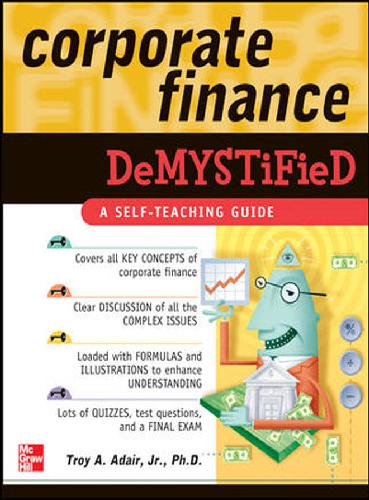 corporate
finance
DeMYSTiFieD
A SELF-TEACHING GUIDE
Covers all KEY CONCEPTS of
corporate finance
Clear DISCUSSION of all the
COMPLEX ISSUES
Loaded with FORMULAS and
ILLUSTRATIONS to enhance
UNDERSTANDING
Lots of QUIZZES, test questions,
and a FINAL EXAM
%
+
−
Mc
Graw
Hill
Troy A. Adair, Jr., Ph.D.